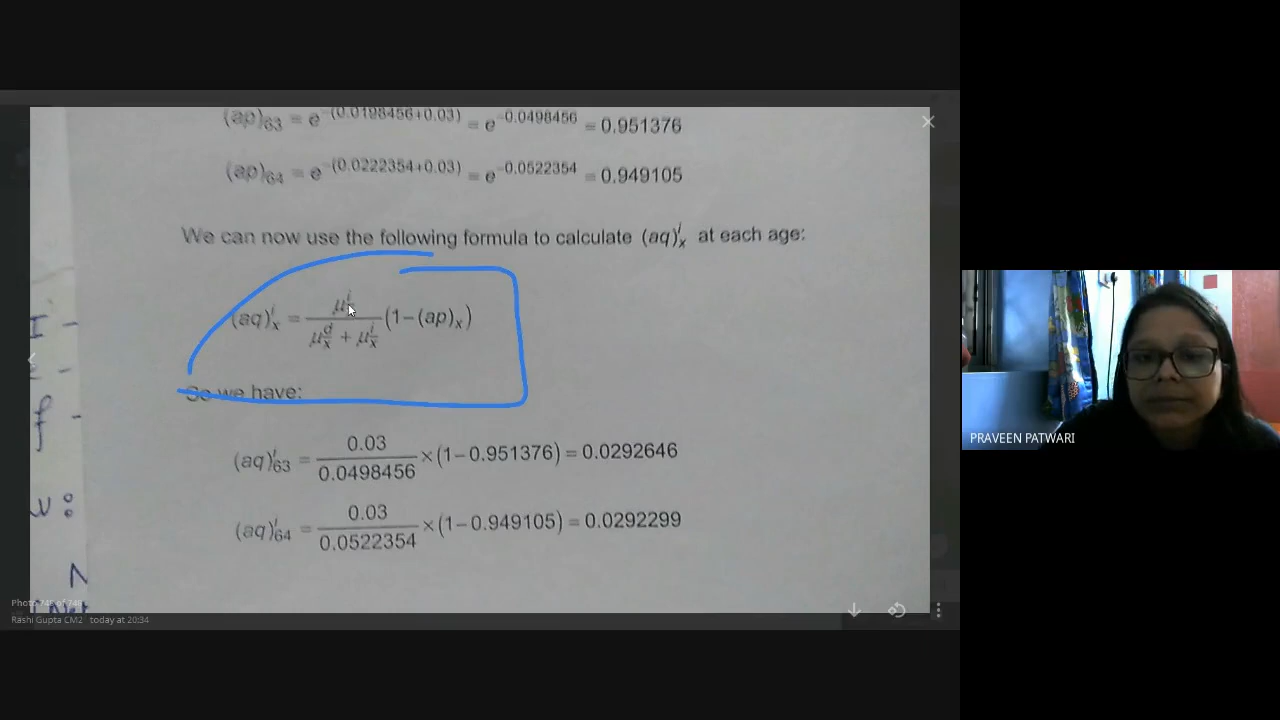 (ap)63 = e^-(0.0198456+0.03) = e^-0.0498456 = 0.951376
(ap)64 = e^-(0.0222354+0.03) = e^-0.0522354 = 0.949105
We can now use the following formula to calculate (aq)^i_x at each age:
(aq)^i_x = μ^i_x / (μ^d_x + μ^i_x) (1-(ap)x)
So we have:
(aq)^i_63 = 0.03 / 0.0498456 × (1-0.951376) = 0.0292646
(aq)^i_64 = 0.03 / 0.0522354 × (1-0.949105) = 0.0292299
I -
f -
N
Rashi Gupta CM2 today at 20:34
PRAVEEN PATWARI